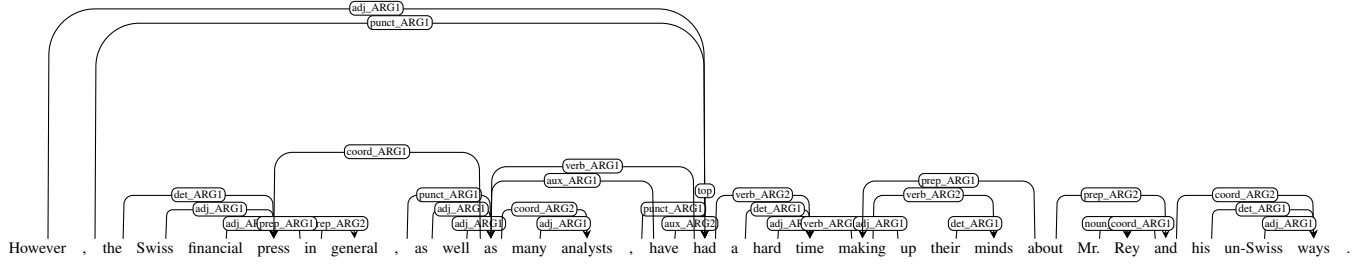 adj_ARG1
punct_ARG1
coord_ARG1
verb_ARG1
aux_ARG1 prep_ARG1
top
det_ARG1 punct_ARG1 verb_ARG2 verb_ARG2 prep_ARG2 coord_ARG2
adj_ARG1 adj_ARG1 coord_ARG2 punct_ARG1 det_ARG1 det_ARG1
prep_ARG1 adj_ARG1 adj_ARG1 aux_ARG2 adj_ARG1 det_ARG1 coord_ARG1 adj_ARG1
However , the Swiss financial press in general , as well as many analysts , have had a hard time making up their minds about Mr. Rey and his un-Swiss ways .